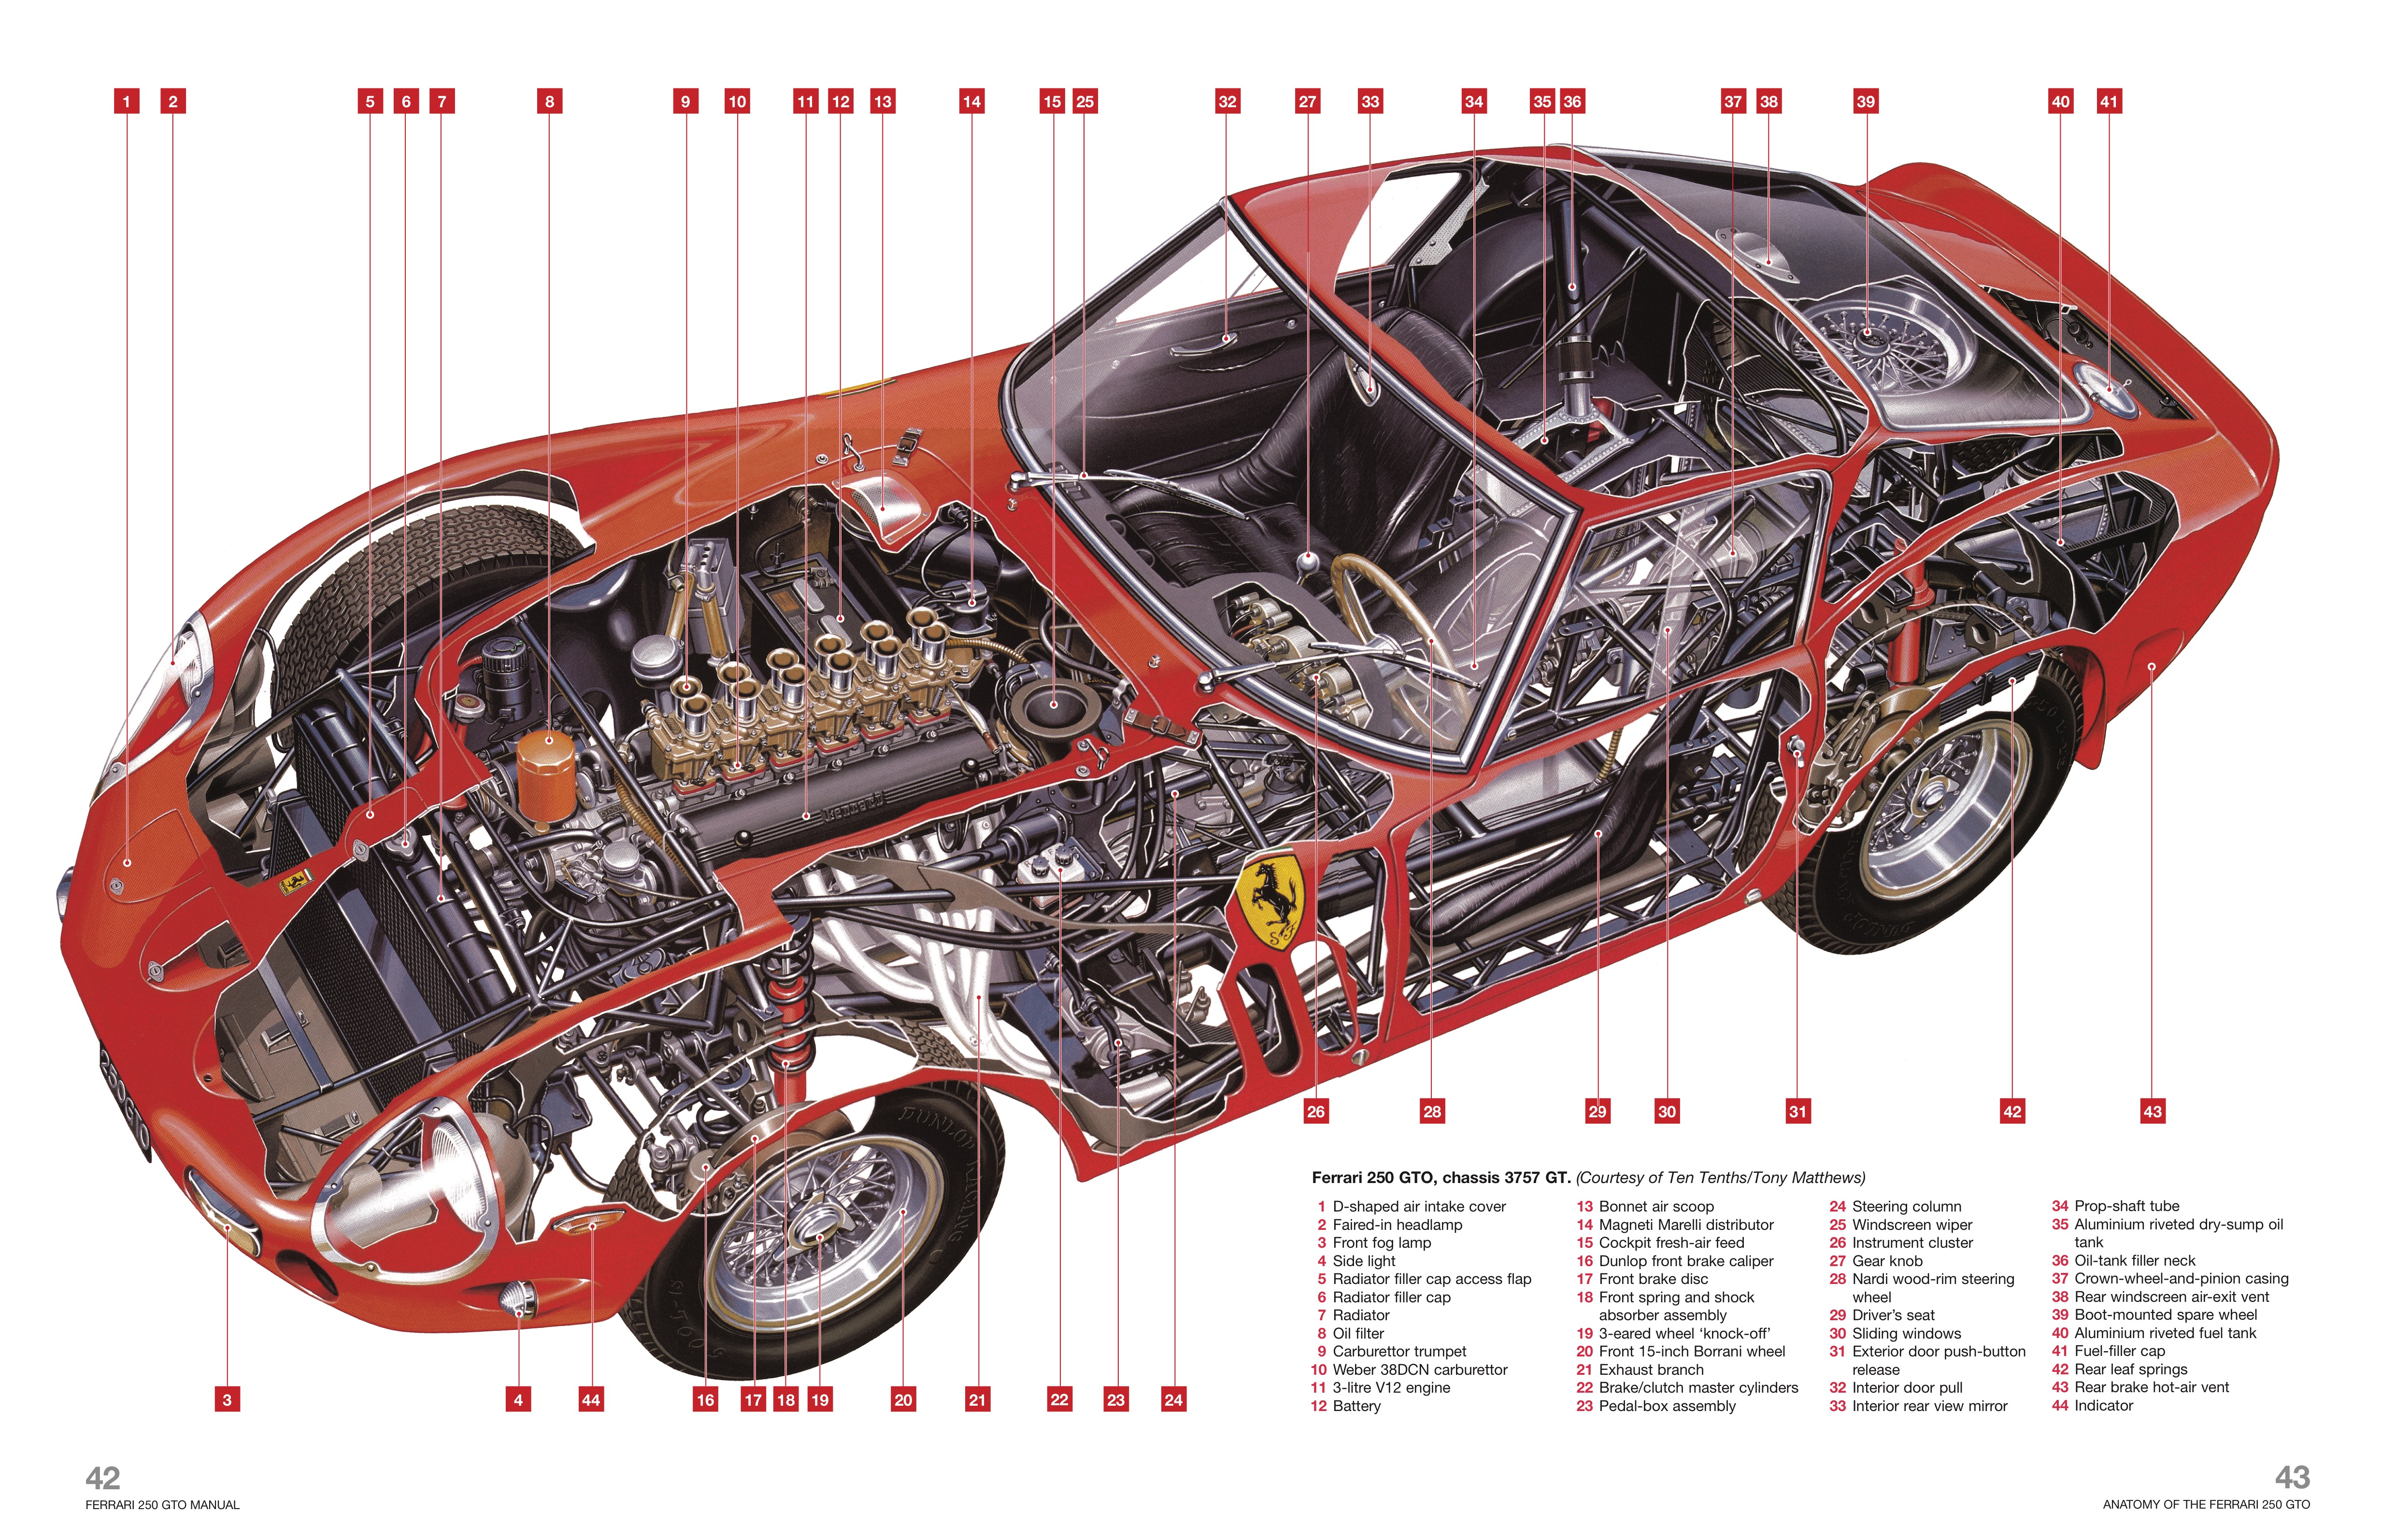 1 2 5 6 7 8 9 10 11 12 13 14 15 25 32 27 33 34 35 36 37 38 39 40 41
Ferrari
S F
250GTO
DUNLOP RACING
DUNLOP
26 28 29 30 31 42 43
3 4 44 16 17 18 19 20 21 22 23 24
Ferrari 250 GTO, chassis 3757 GT. (Courtesy of Ten Tenths/Tony Matthews)
1 D-shaped air intake cover
2 Faired-in headlamp
3 Front fog lamp
4 Side light
5 Radiator filler cap access flap
6 Radiator filler cap
7 Radiator
8 Oil filter
9 Carburettor trumpet
10 Weber 38DCN carburettor
11 3-litre V12 engine
12 Battery
13 Bonnet air scoop
14 Magneti Marelli distributor
15 Cockpit fresh-air feed
16 Dunlop front brake caliper
17 Front brake disc
18 Front spring and shock
absorber assembly
19 3-eared wheel ‘knock-off’
20 Front 15-inch Borrani wheel
21 Exhaust branch
22 Brake/clutch master cylinders
23 Pedal-box assembly
24 Steering column
25 Windscreen wiper
26 Instrument cluster
27 Gear knob
28 Nardi wood-rim steering
wheel
29 Driver’s seat
30 Sliding windows
31 Exterior door push-button
release
32 Interior door pull
33 Interior rear view mirror
34 Prop-shaft tube
35 Aluminium riveted dry-sump oil
tank
36 Oil-tank filler neck
37 Crown-wheel-and-pinion casing
38 Rear windscreen air-exit vent
39 Boot-mounted spare wheel
40 Aluminium riveted fuel tank
41 Fuel-filler cap
42 Rear leaf springs
43 Rear brake hot-air vent
44 Indicator
42
FERRARI 250 GTO MANUAL
43
ANATOMY OF THE FERRARI 250 GTO